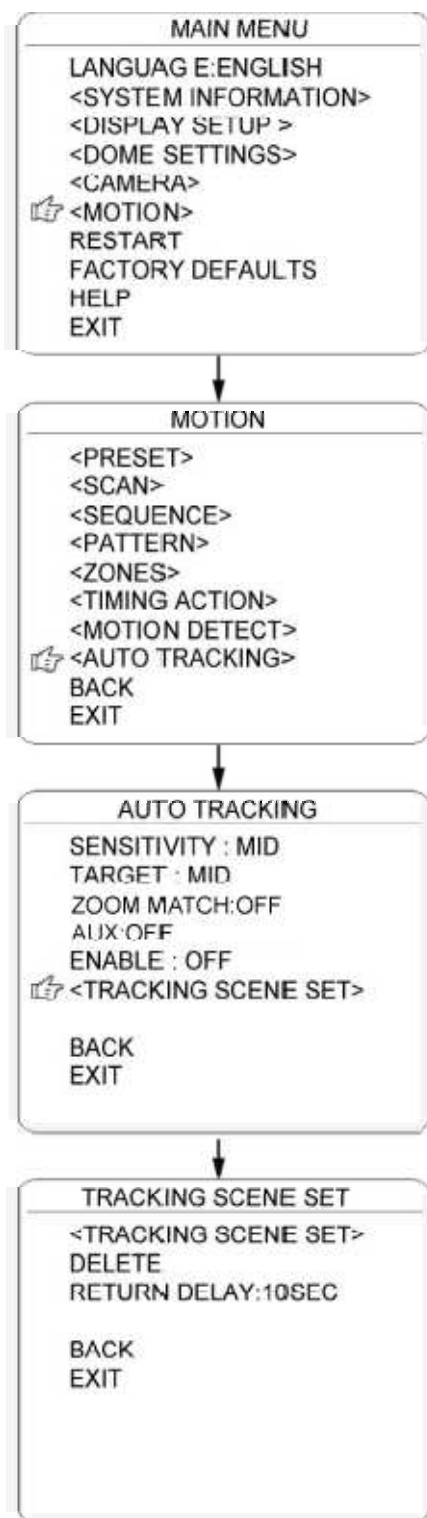 MAIN MENU
LANGUAG E:ENGLISH
<SYSTEM INFORMATION>
<DISPLAY SETUP >
<DOME SETTINGS>
<CAMERA>
<MOTION>
RESTART
FACTORY DEFAULTS
HELP
EXIT
MOTION
<PRESET>
<SCAN>
<SEQUENCE>
<PATTERN>
<ZONES>
<TIMING ACTION>
<MOTION DETECT>
<AUTO TRACKING>
BACK
EXIT
AUTO TRACKING
SENSITIVITY : MID
TARGET : MID
ZOOM MATCH:OFF
AUX:OFF
ENABLE : OFF
<TRACKING SCENE SET>
BACK
EXIT
TRACKING SCENE SET
<TRACKING SCENE SET>
DELETE
RETURN DELAY:10SEC
BACK
EXIT